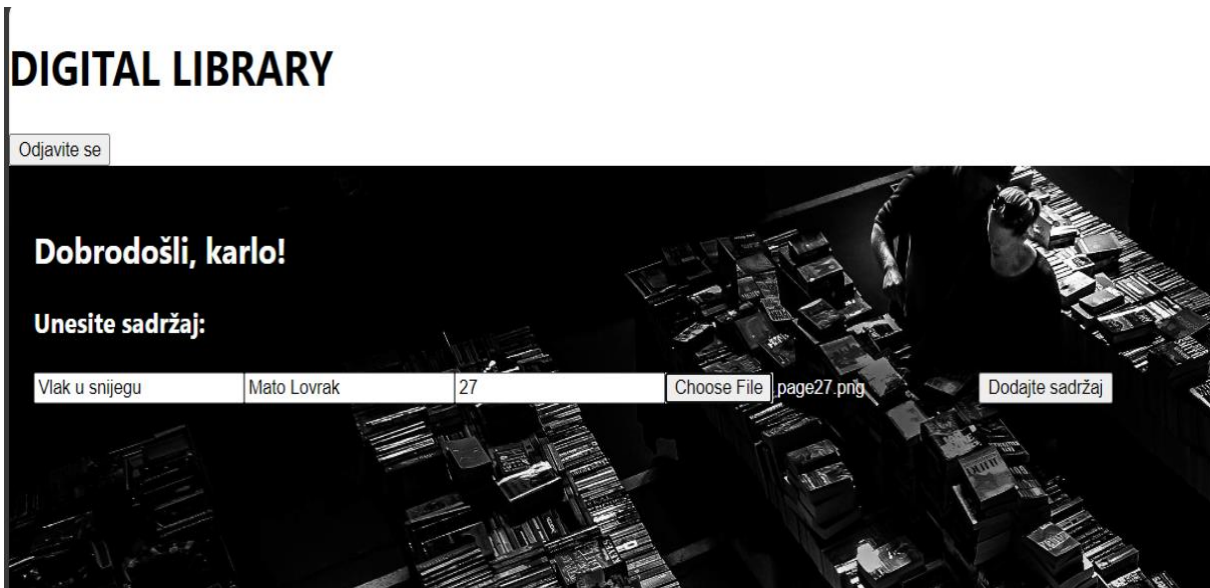 DIGITAL LIBRARY
Odjavite se
Dobrodošli, karlo!
Unesite sadržaj:
Vlak u snijegu Mato Lovrak 27 Choose File page27.png Dodajte sadržaj